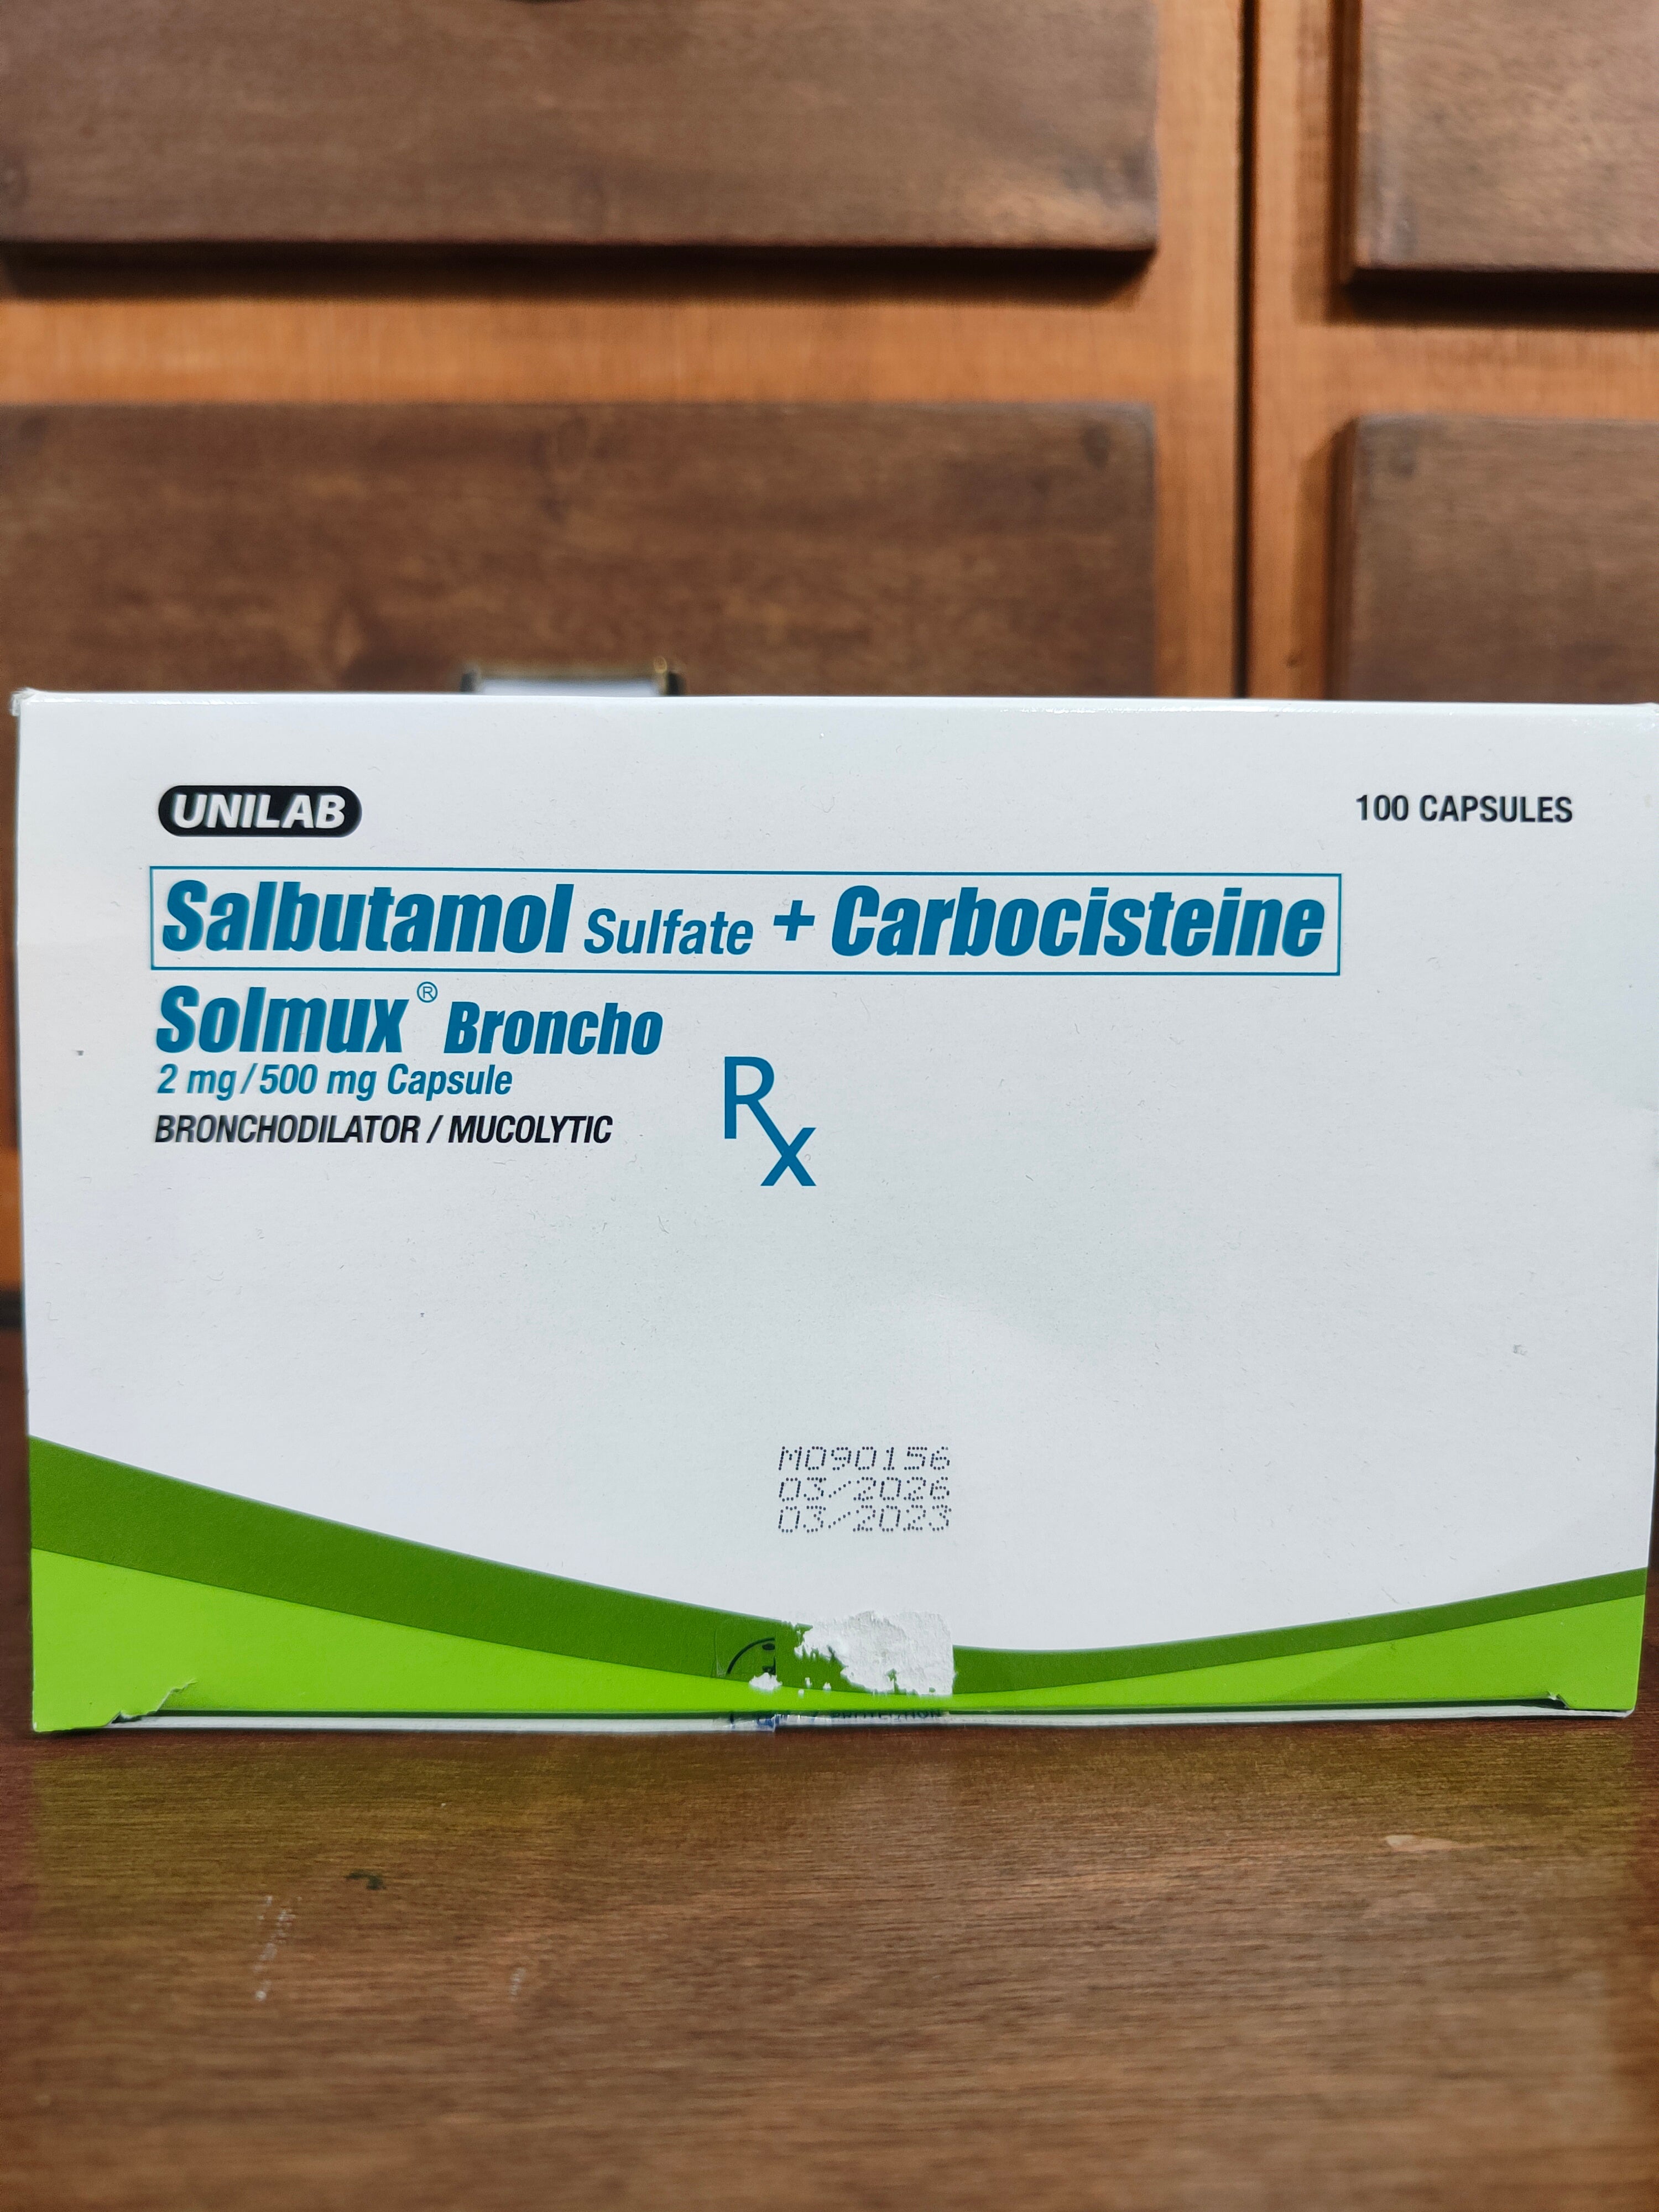 UNILAB
100 CAPSULES
Salbutamol Sulfate + Carbocisteine
Solmux® Broncho
2 mg/500 mg Capsule
Rx
BRONCHODILATOR / MUCOLYTIC
M090156
03/2026
03/2023